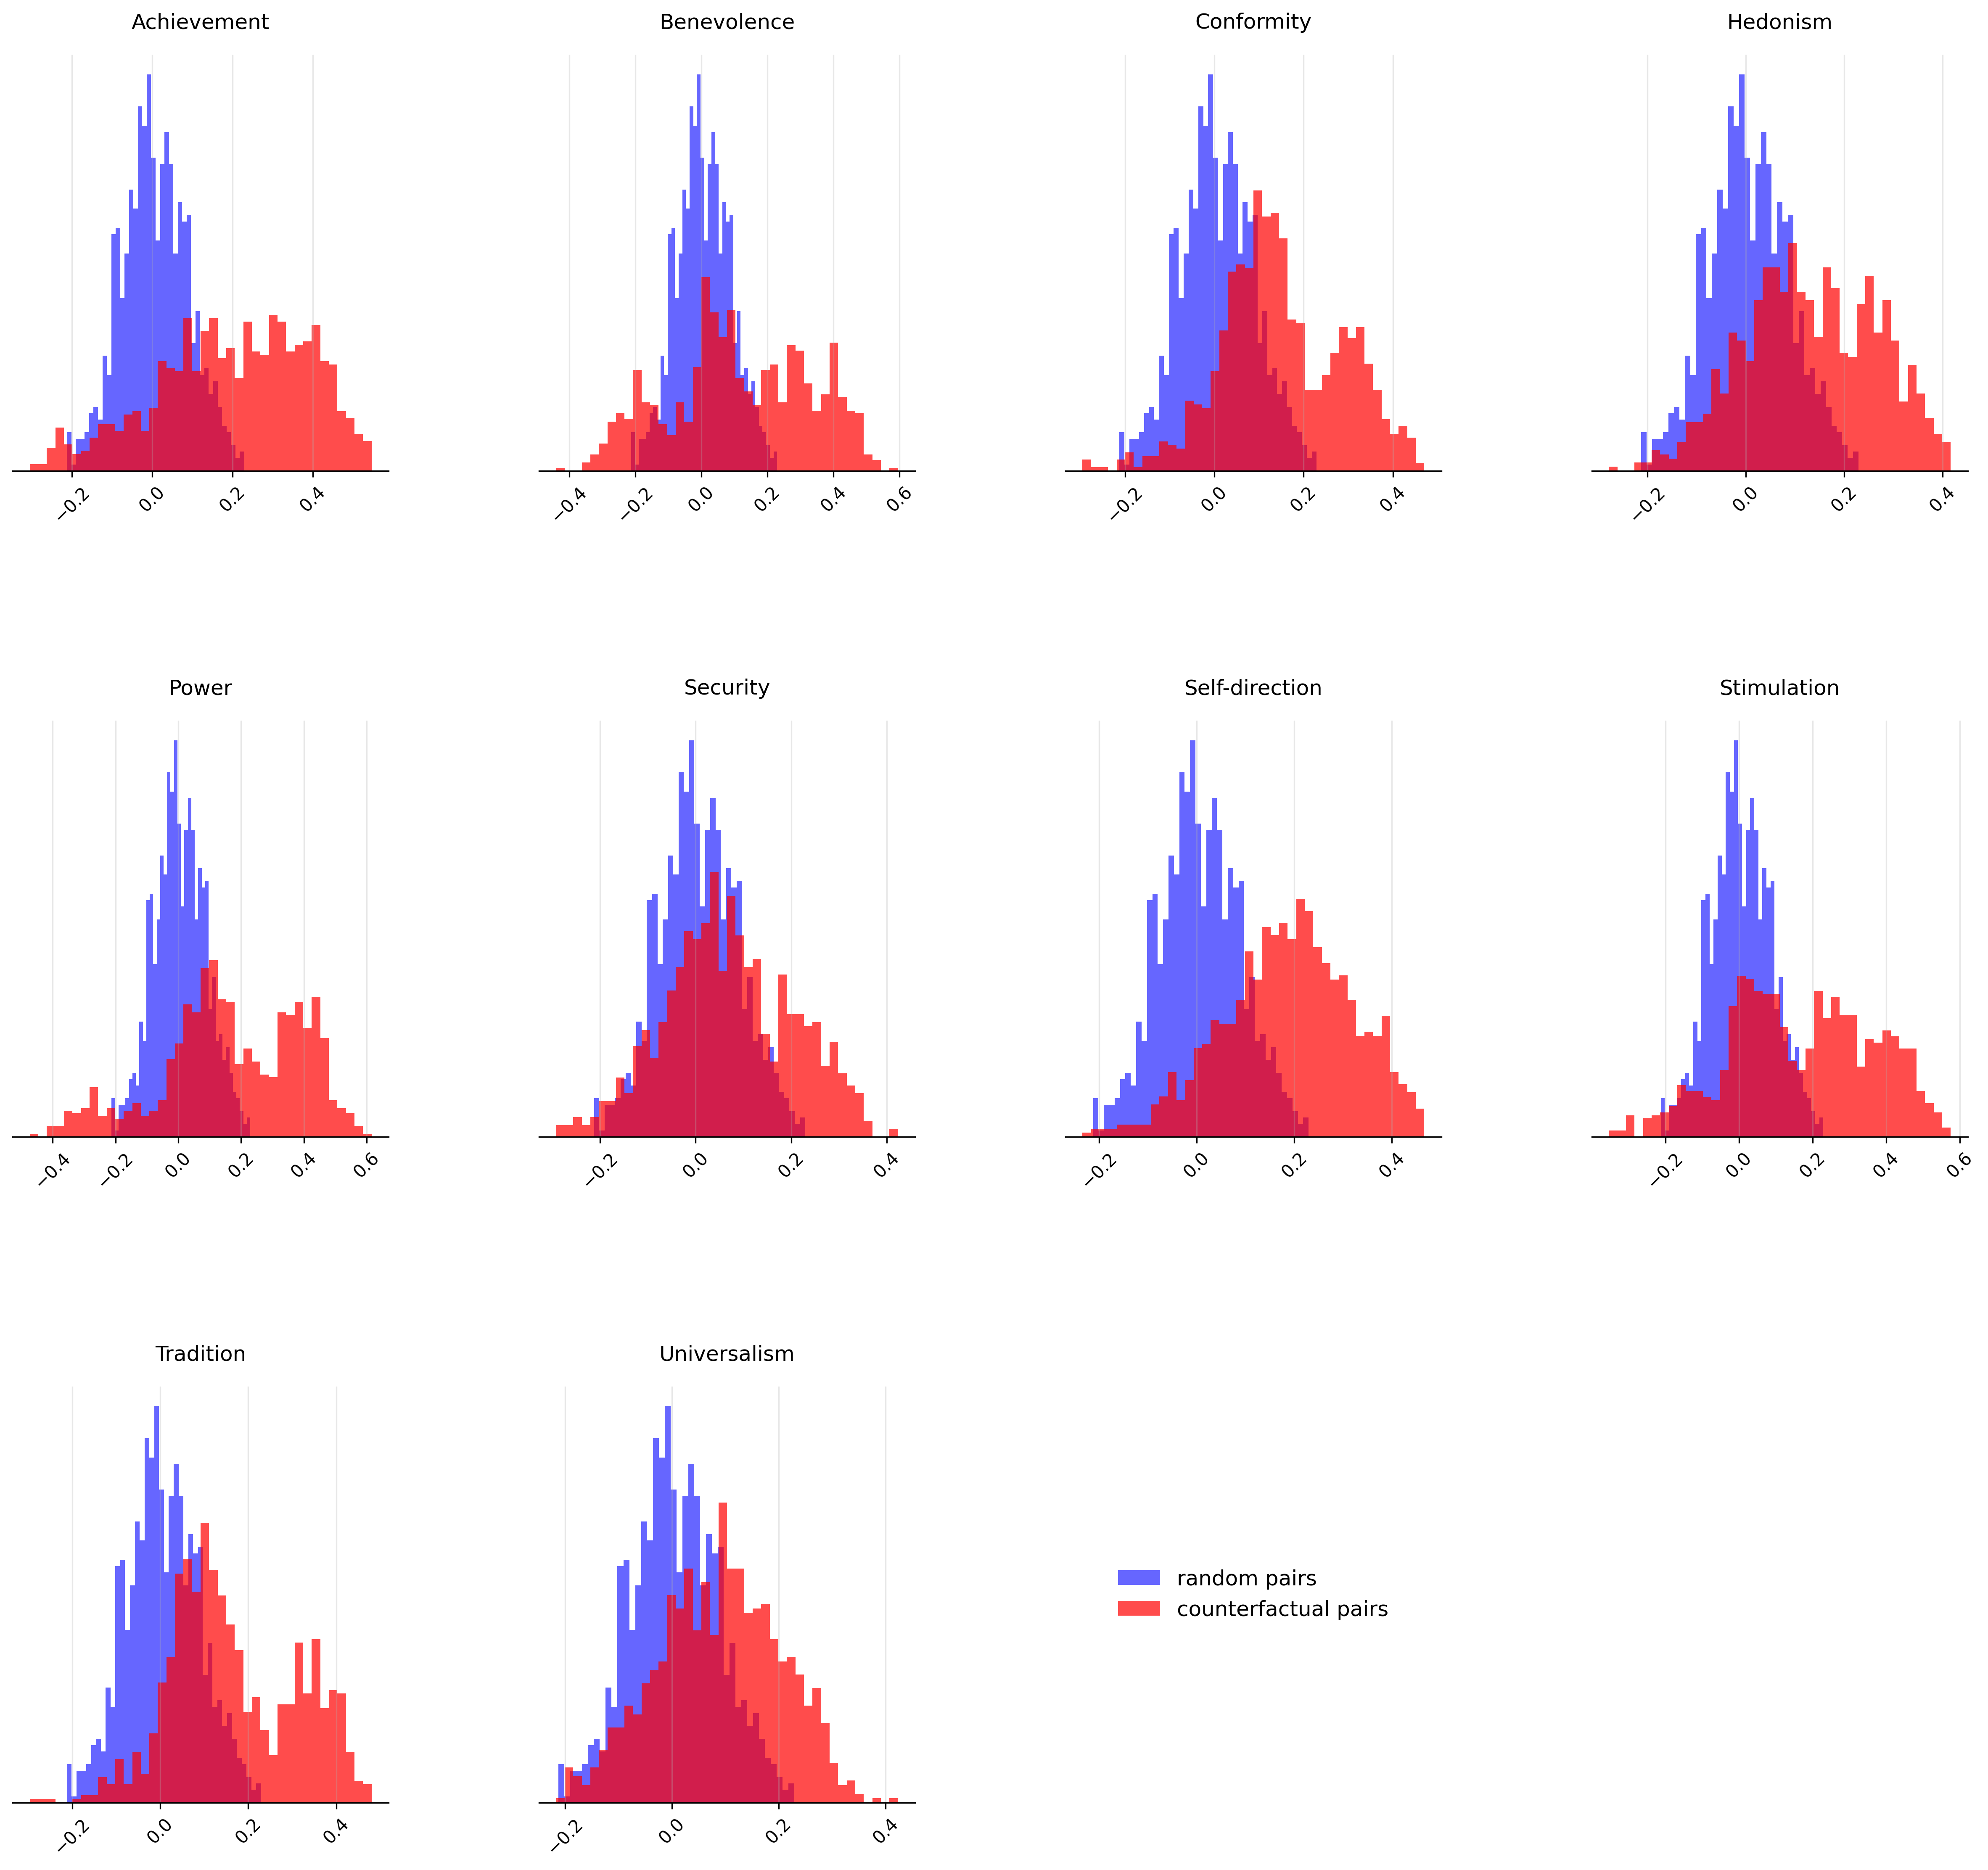 Achievement
Benevolence
Conformity
Hedonism
−0.2 0.0 0.2 0.4
−0.4 −0.2 0.0 0.2 0.4 0.6
−0.2 0.0 0.2 0.4
−0.2 0.0 0.2 0.4
Power
Security
Self-direction
Stimulation
−0.4 −0.2 0.0 0.2 0.4 0.6
−0.2 0.0 0.2 0.4
−0.2 0.0 0.2 0.4
−0.2 0.0 0.2 0.4 0.6
Tradition
Universalism
random pairs
counterfactual pairs
−0.2 0.0 0.2 0.4
−0.2 0.0 0.2 0.4